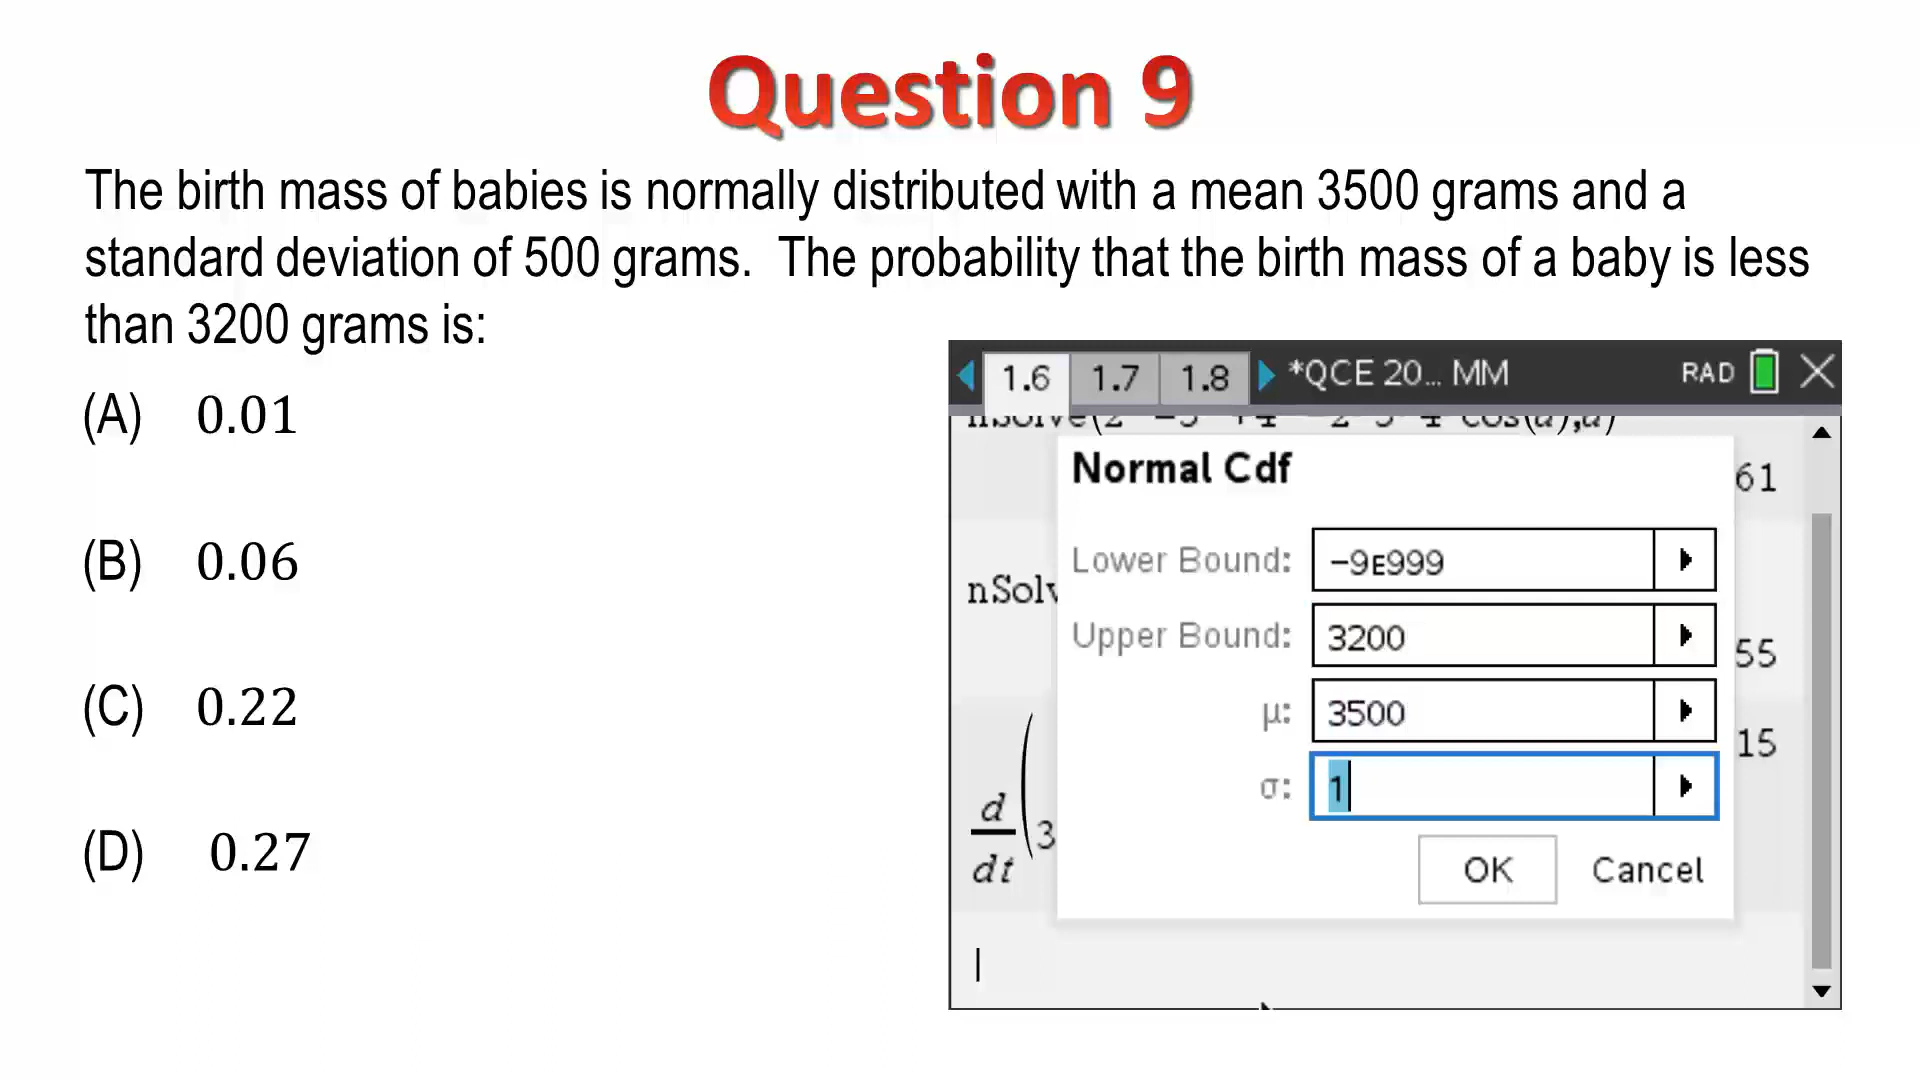 Question 9
The birth mass of babies is normally distributed with a mean 3500 grams and a
standard deviation of 500 grams.  The probability that the birth mass of a baby is less
than 3200 grams is:
(A) 0.01
(B) 0.06
(C) 0.22
(D) 0.27
1.6 1.7 1.8 *QCE 20... MM RAD
Normal Cdf
61
Lower Bound: -9E999
nSolv
Upper Bound: 3200
55
μ: 3500
15
σ: 1
d
dt
(3
OK Cancel